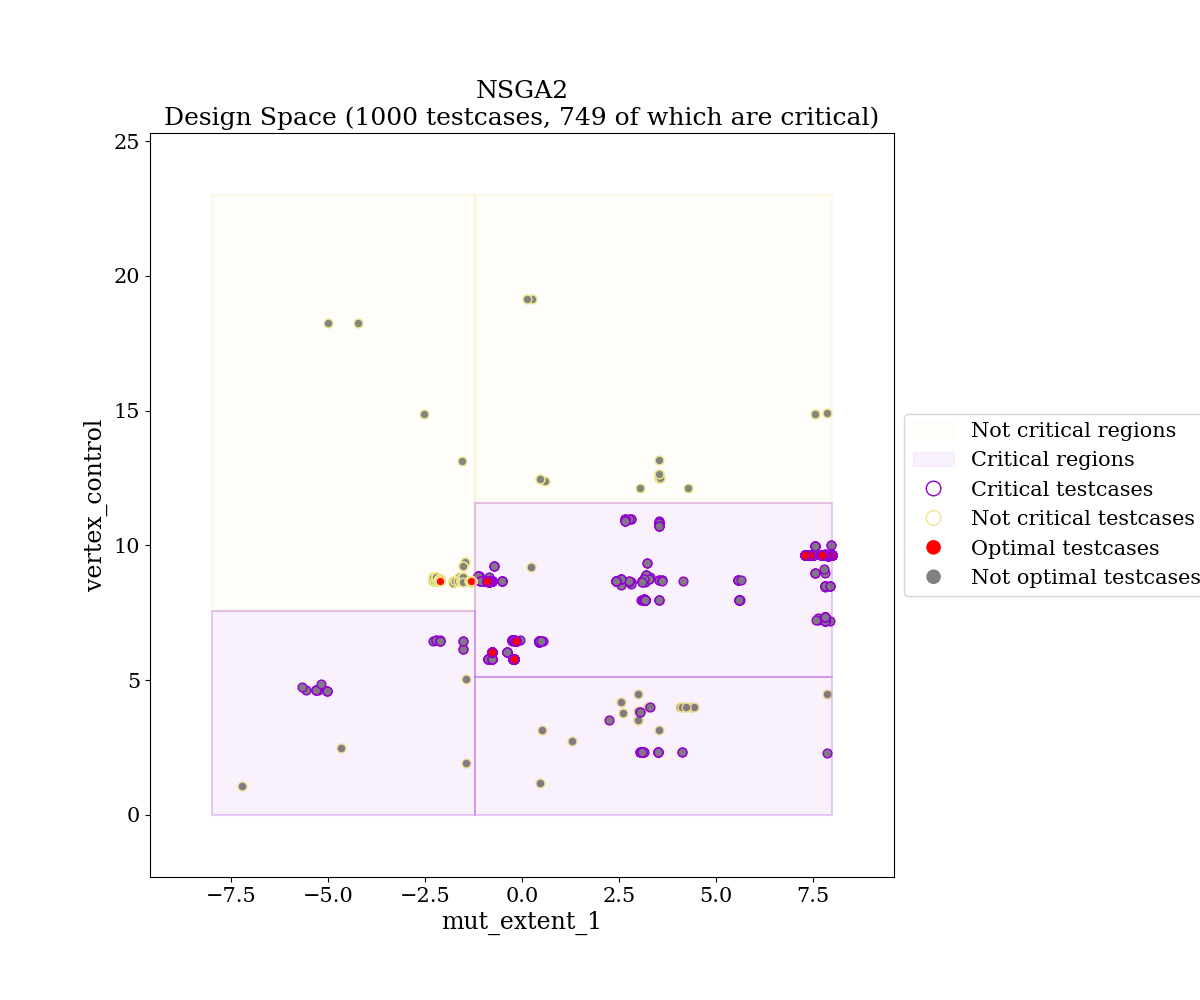 NSGA2
Design Space (1000 testcases, 749 of which are critical)
25
20
15
10
5
0
vertex_control
−7.5 −5.0 −2.5 0.0 2.5 5.0 7.5
mut_extent_1
Not critical regions
Critical regions
Critical testcases
Not critical testcases
Optimal testcases
Not optimal testcases